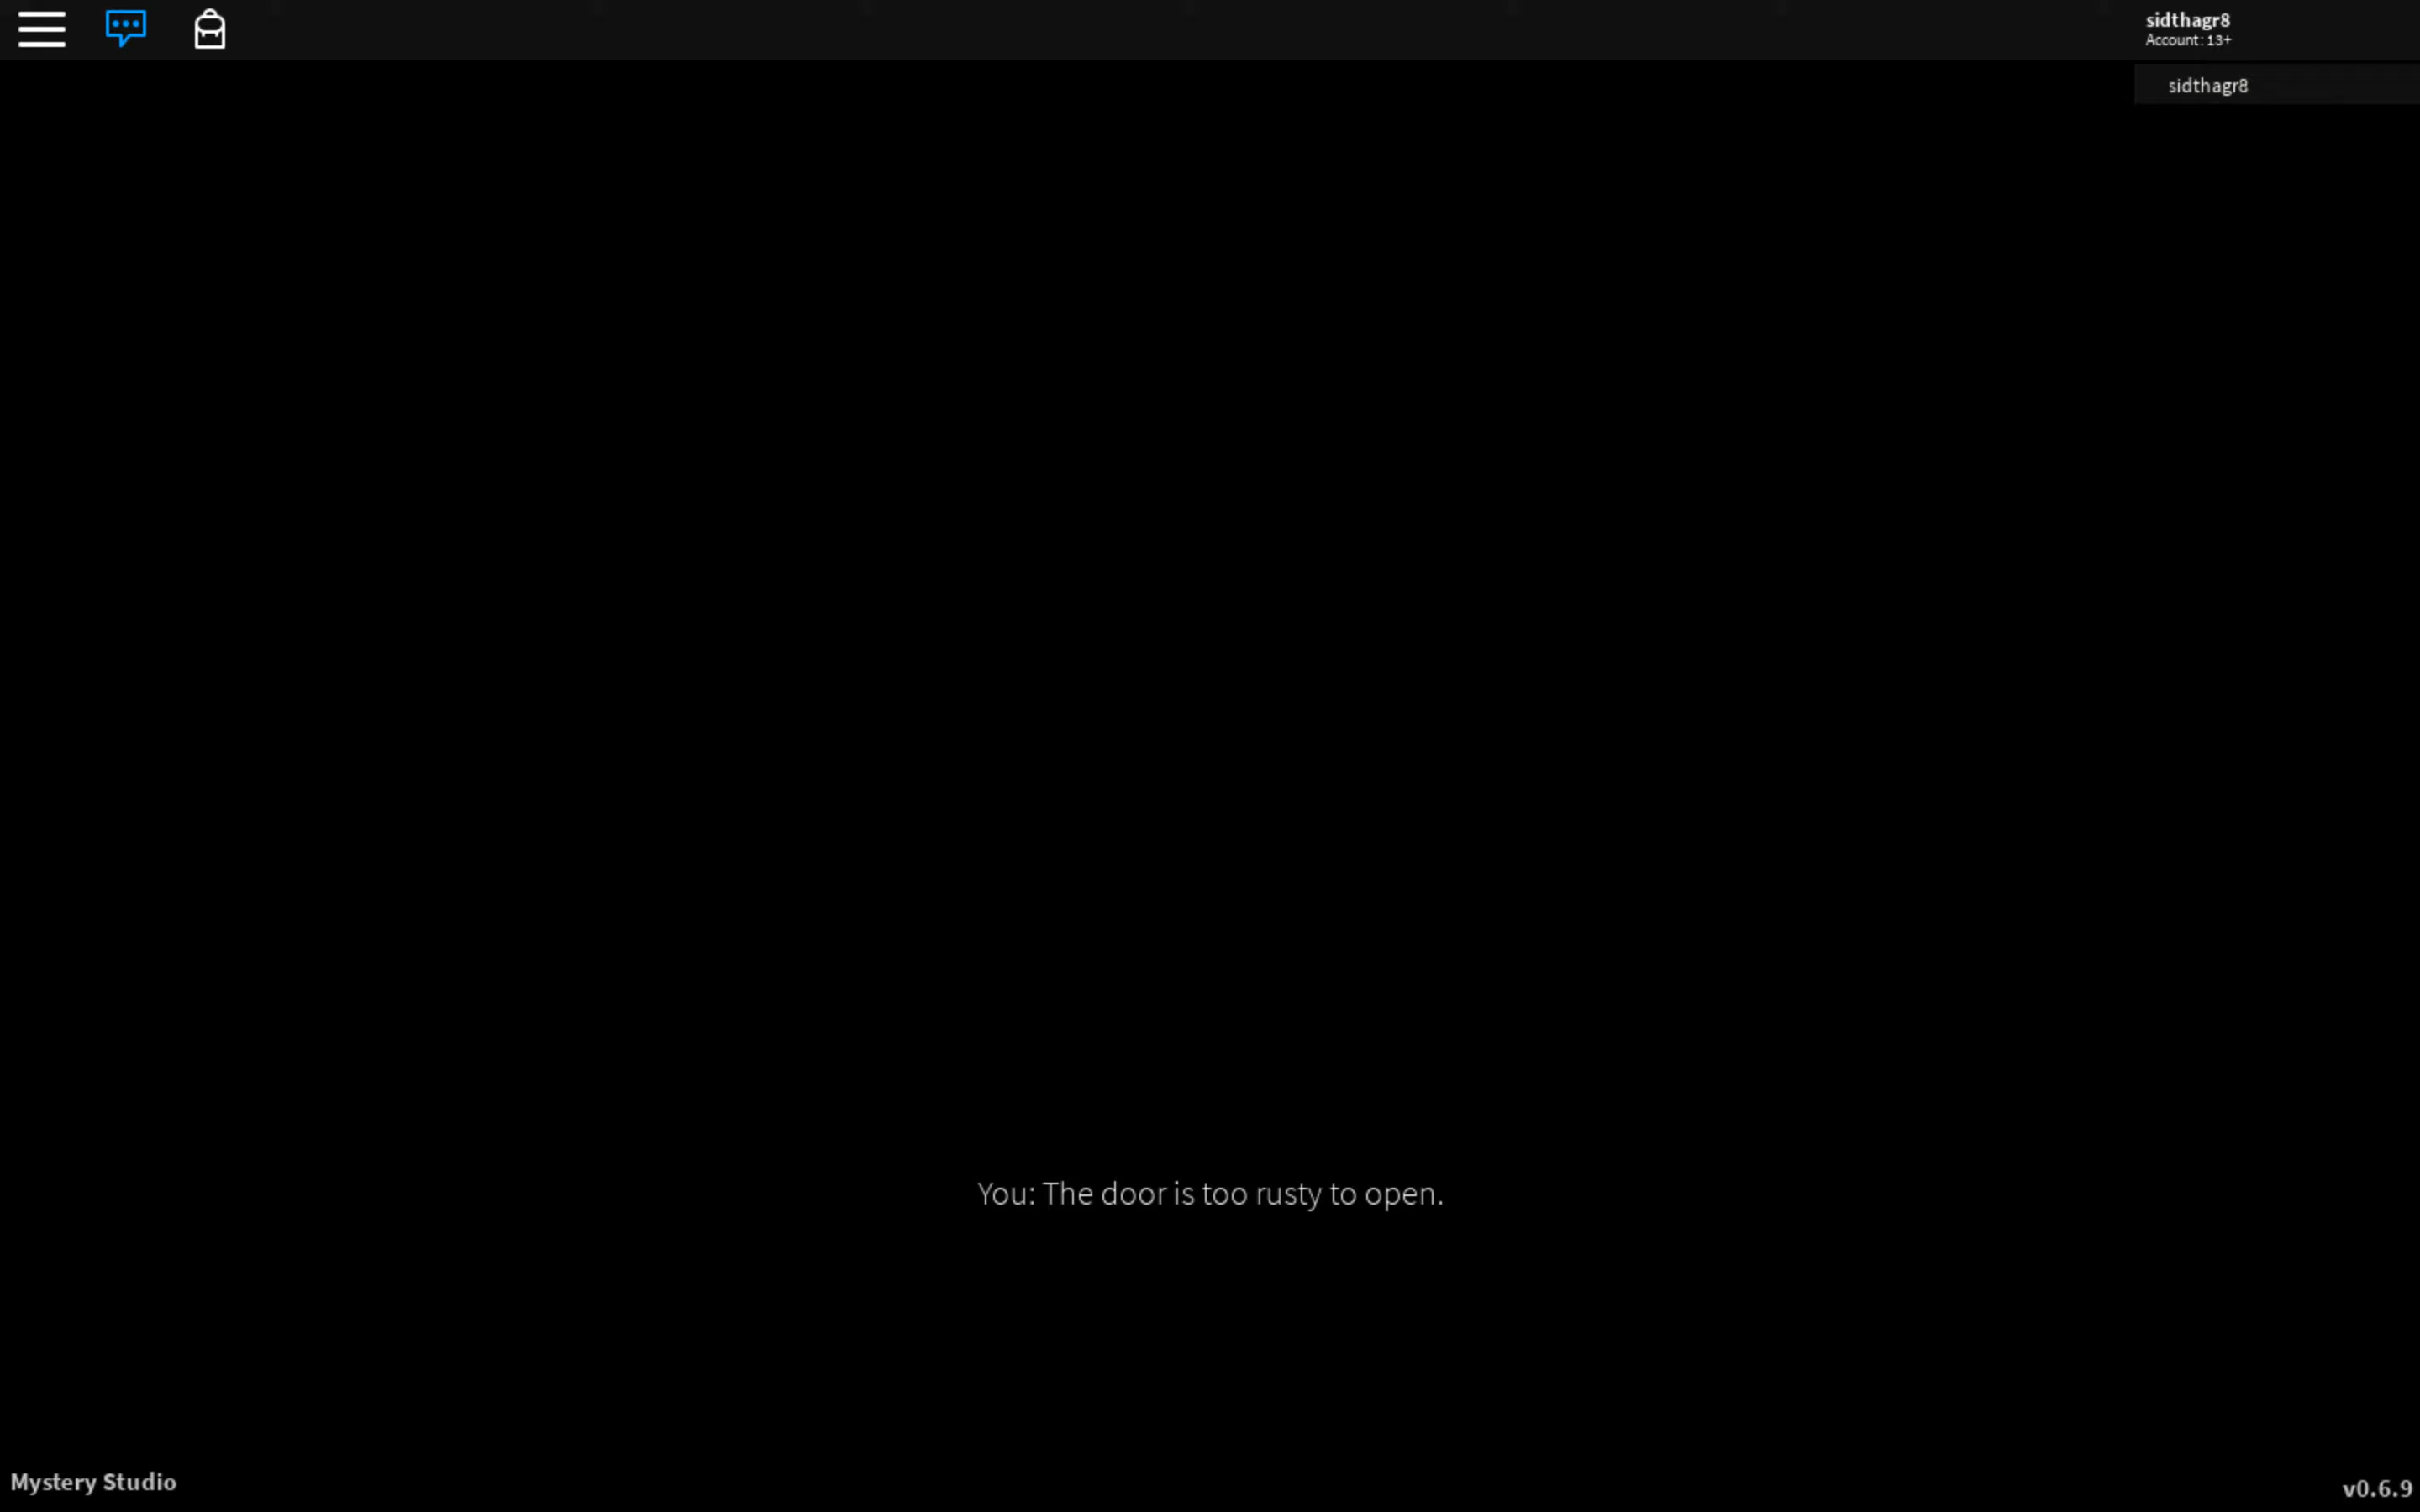 sidthagr8
Account: 13+
sidthagr8
You: The door is too rusty to open.
Mystery Studio
v0.6.9